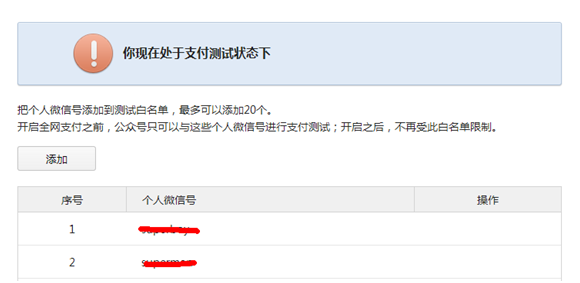 你现在处于支付测试状态下
把个人微信号添加到测试白名单，最多可以添加20个。
开启全网支付之前，公众号只可以与这些个人微信号进行支付测试；开启之后，不再受此白名单限制。
添加
序号 个人微信号 操作
1
2